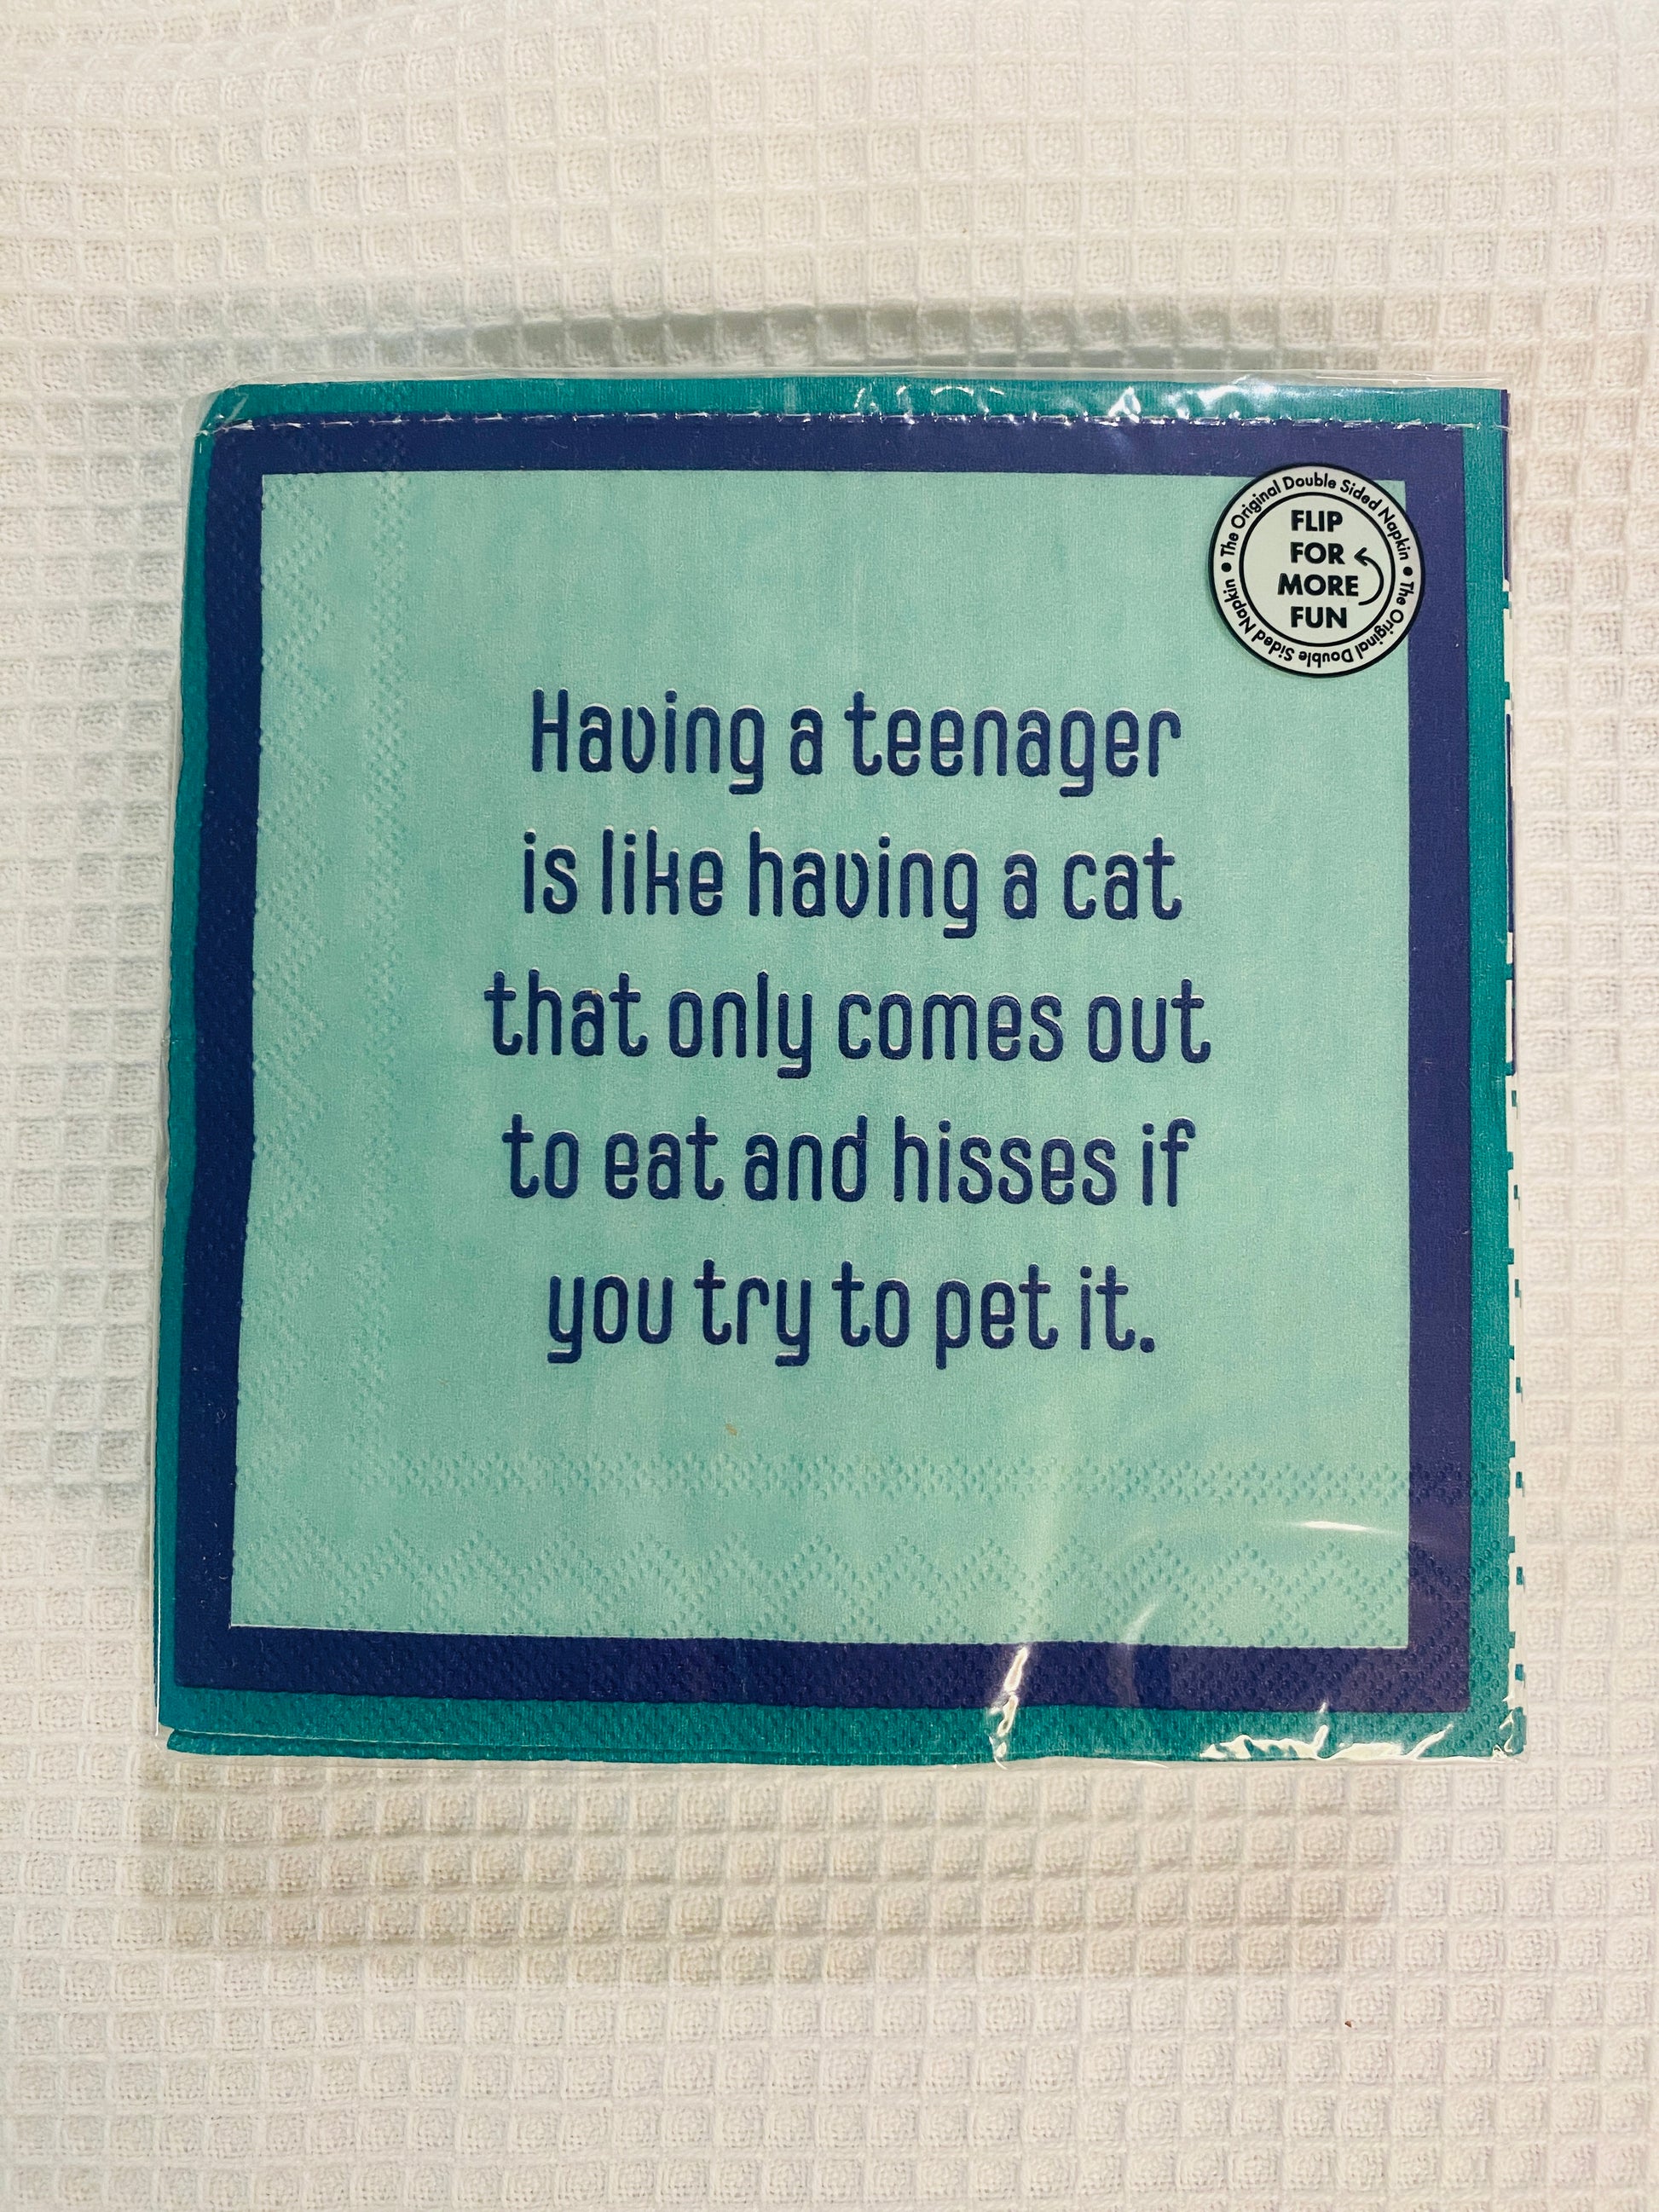 The Original Double Sided Napkin • The Original Double Sided Napkin •
FLIP
FOR
MORE
FUN
Having a teenager
is like having a cat
that only comes out
to eat and hisses if
you try to pet it.